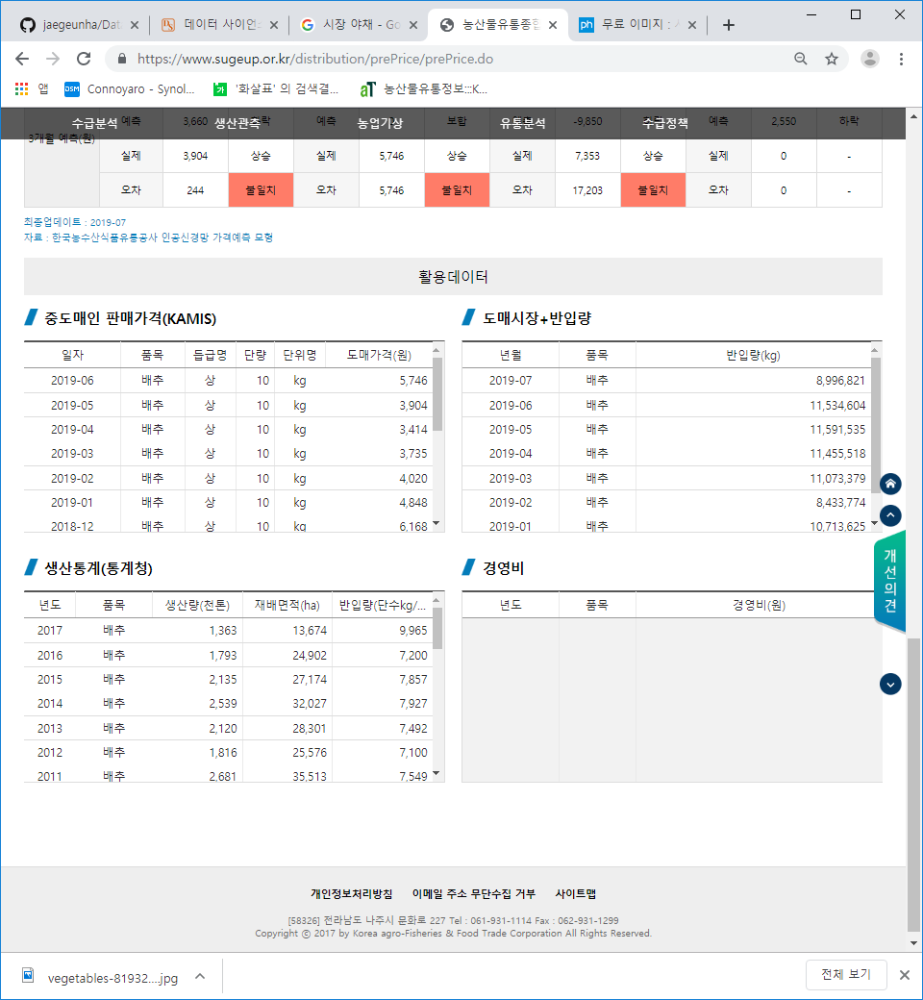 jaegeunha/Dat
데이터 사이언
시장 야채 - Go
농산물유통종합
무료 이미지 :
https://www.sugeup.or.kr/distribution/prePrice/prePrice.do
앱 Connoyaro - Synol... '화살표' 의 검색결... 농산물유통정보:::K...
수급분석 생산관측 농업기상 유통분석 수급정책
3개월 예측(원) 예측 3,660 예측 보합 -9,850 예측 2,550 하락
실제 3,904 상승 실제 5,746 상승 실제 7,353 상승 실제 0 -
오차 244 불일치 오차 5,746 불일치 오차 17,203 불일치 오차 0 -
최종업데이트 : 2019-07
자료 : 한국농수산식품유통공사 인공신경망 가격예측 모형
활용데이터
중도매인 판매가격(KAMIS)
일자 품목 등급명 단량 단위명 도매가격(원)
2019-06 배추 상 10 kg 5,746
2019-05 배추 상 10 kg 3,904
2019-04 배추 상 10 kg 3,414
2019-03 배추 상 10 kg 3,735
2019-02 배추 상 10 kg 4,020
2019-01 배추 상 10 kg 4,848
2018-12 배추 상 10 kg 6,168
도매시장+반입량
년월 품목 반입량(kg)
2019-07 배추 8,996,821
2019-06 배추 11,534,604
2019-05 배추 11,591,535
2019-04 배추 11,455,518
2019-03 배추 11,073,379
2019-02 배추 8,433,774
2019-01 배추 10,713,625
생산통계(통계청)
년도 품목 생산량(천톤) 재배면적(ha) 반입량(단수kg/...
2017 배추 1,363 13,674 9,965
2016 배추 1,793 24,902 7,200
2015 배추 2,135 27,174 7,857
2014 배추 2,539 32,027 7,927
2013 배추 2,120 28,301 7,492
2012 배추 1,816 25,576 7,100
2011 배추 2,681 35,513 7,549
경영비
년도 품목 경영비(원)
개선의견
개인정보처리방침 이메일 주소 무단수집 거부 사이트맵
[58326] 전라남도 나주시 문화로 227 Tel : 061-931-1114 Fax : 062-931-1299
Copyright ⓒ 2017 by Korea agro-Fisheries & Food Trade Corporation All Rights Reserved.
vegetables-81932....jpg
전체 보기